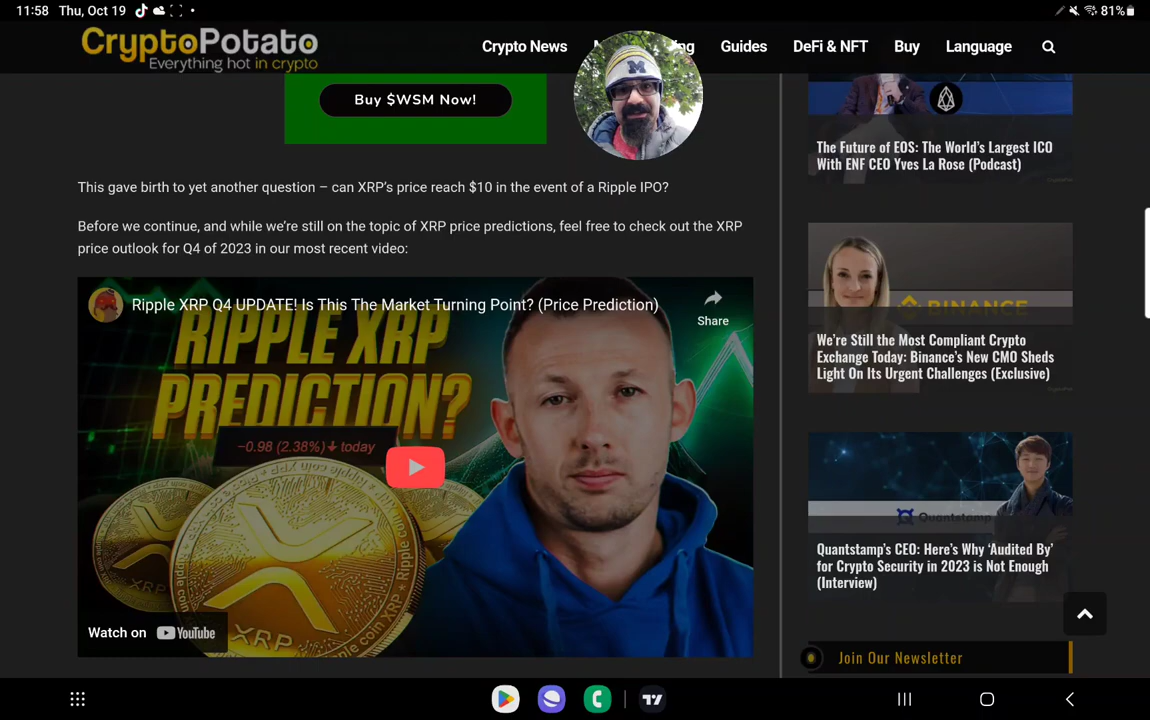 11:58 Thu, Oct 19
81%
CryptoPotato
Everything hot in crypto
Crypto News
ng
Guides
DeFi & NFT
Buy
Language
Buy $WSM Now!
M
This gave birth to yet another question – can XRP's price reach $10 in the event of a Ripple IPO?
Before we continue, and while we're still on the topic of XRP price predictions, feel free to check out the XRP
price outlook for Q4 of 2023 in our most recent video:
Ripple XRP Q4 UPDATE! Is This The Market Turning Point? (Price Prediction)
Share
RIPPLE XRP
PREDICTION?
−0.98 (2.38%) ↓ today
XRP
Ripple coin XRP
Watch on YouTube
The Future of EOS: The World's Largest ICO
With ENF CEO Yves La Rose (Podcast)
BINANCE
We're Still the Most Compliant Crypto
Exchange Today: Binance's New CMO Sheds
Light On Its Urgent Challenges (Exclusive)
Quantstamp
Quantstamp's CEO: Here's Why 'Audited By'
for Crypto Security in 2023 is Not Enough
(Interview)
Join Our Newsletter